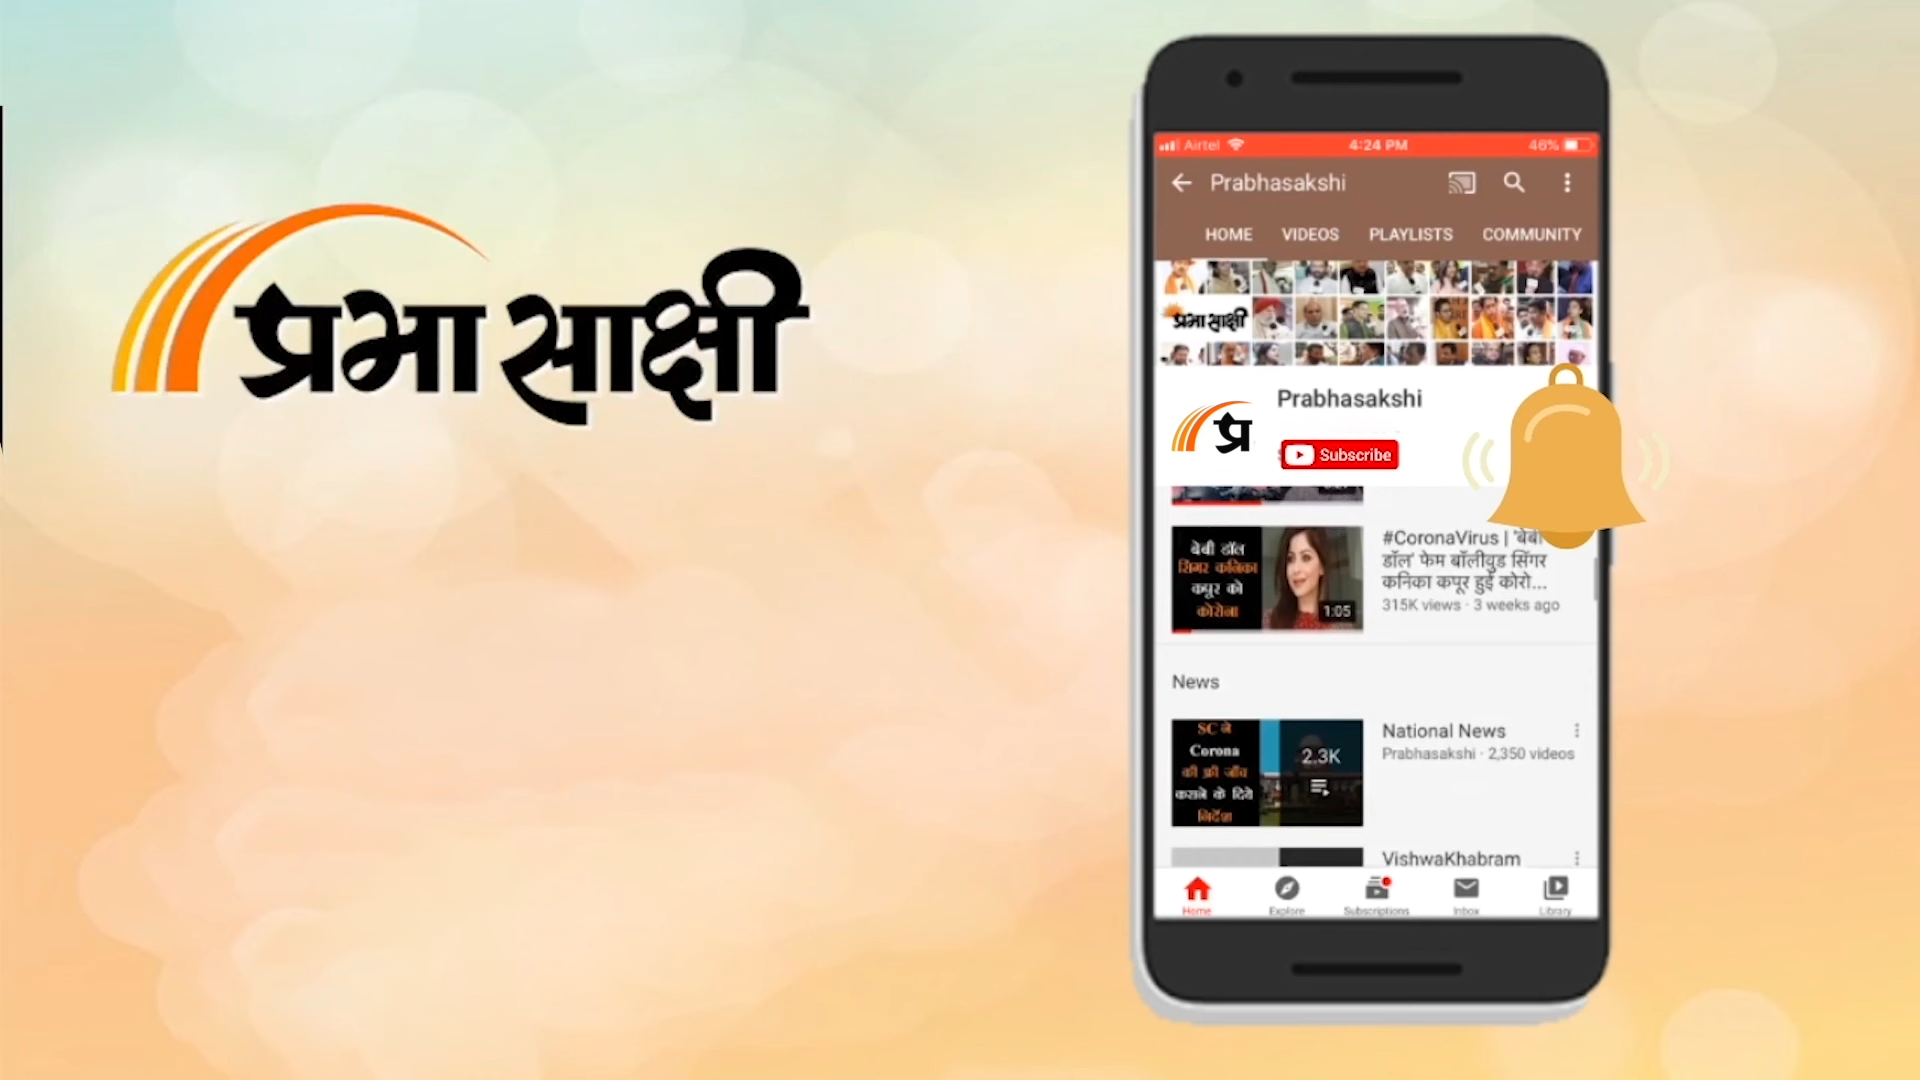 प्रभासाक्षी
Airtel 4:24 PM 46%
Prabhasakshi
HOME VIDEOS PLAYLISTS COMMUNITY
प्रभासाक्षी
Prabhasakshi
प्र
Subscribe
बेबी डॉल
सिंगर कनिका
कपूर को
कोरोना
1:05
#CoronaVirus | 'बेबी
डॉल' फेम बॉलीवुड सिंगर
कनिका कपूर हुईं कोरो...
315K views · 3 weeks ago
News
SC ने
Corona
की फ्री जाँच
कराने के दिये
निर्देश
2.3K
National News
Prabhasakshi · 2,350 videos
VishwaKhabram
Home Explore Subscriptions Inbox Library